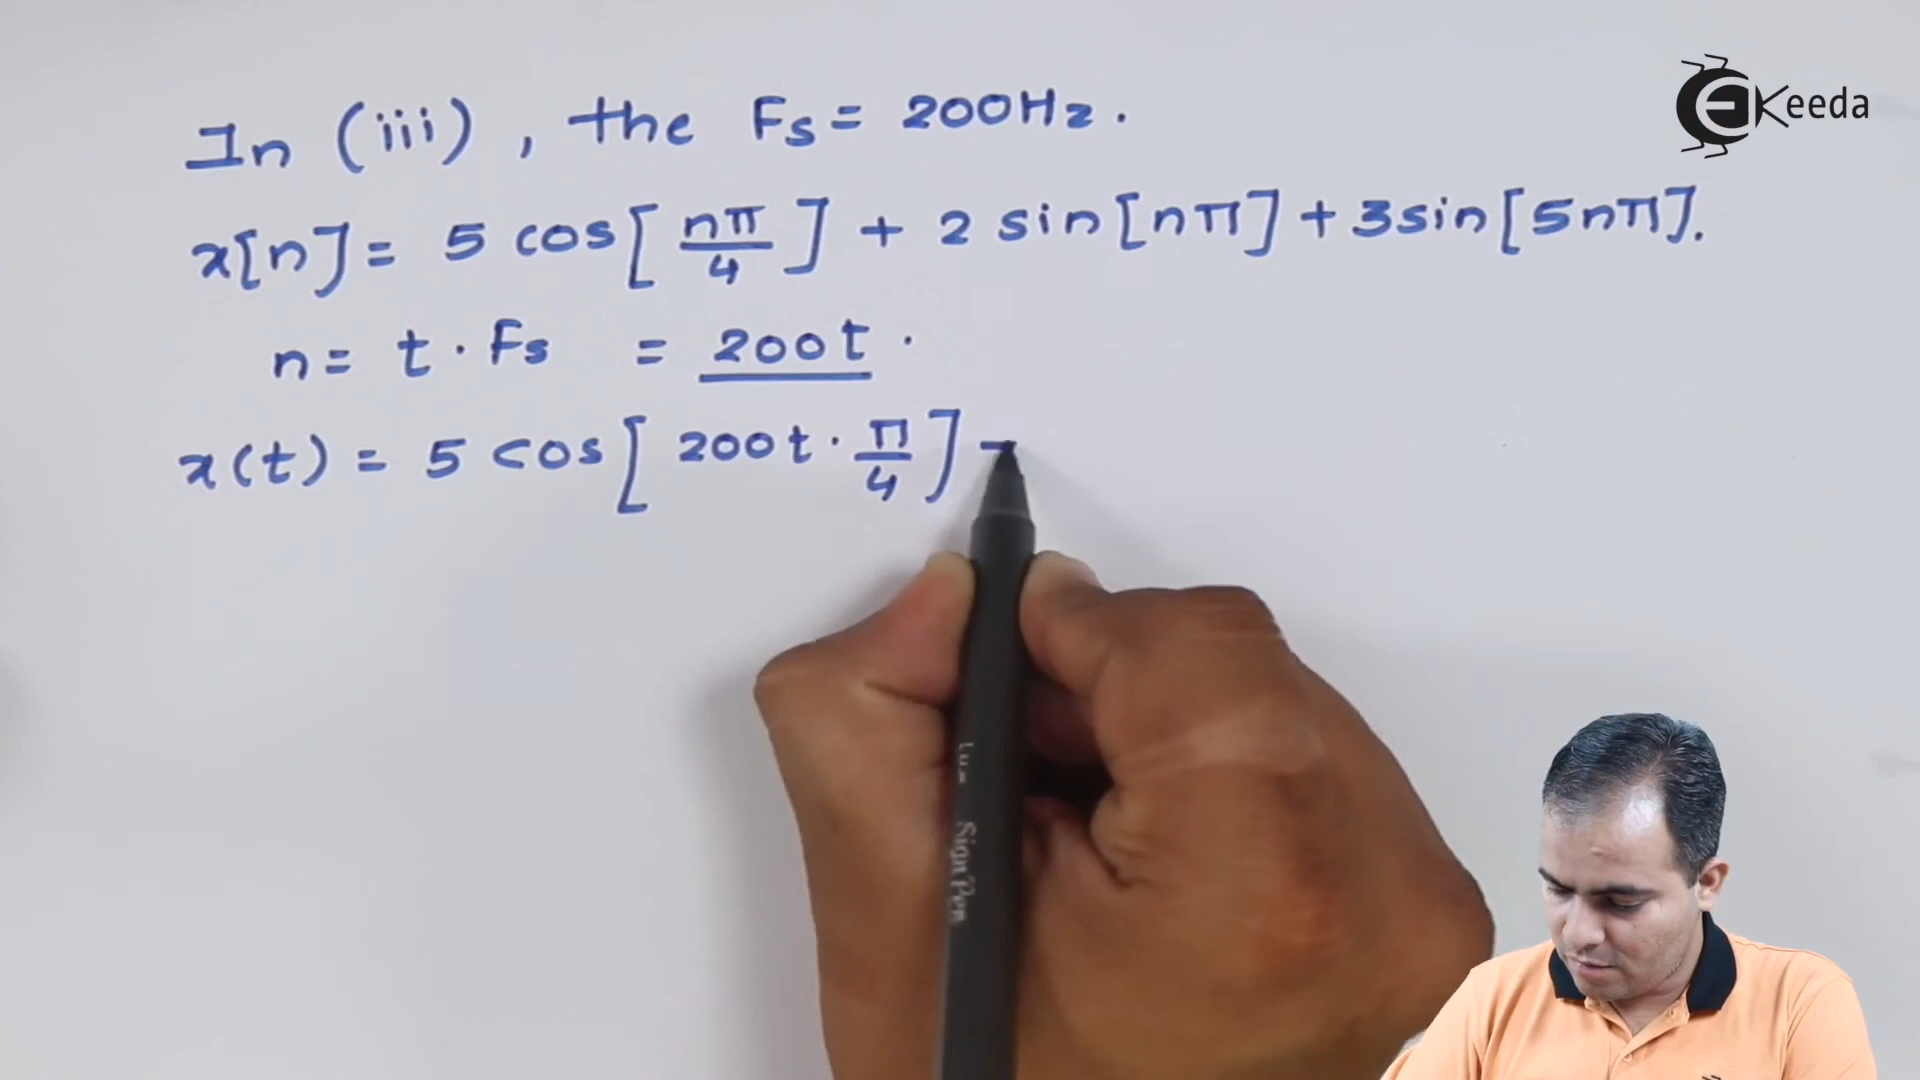 In (iii), the Fs = 200Hz.
x[n] = 5 cos[nπ/4] + 2 sin[nπ] + 3sin[5nπ].
n = t · Fs = 200t .
x(t) = 5 cos[200t · π/4] -
EKeeda
Sign Pen